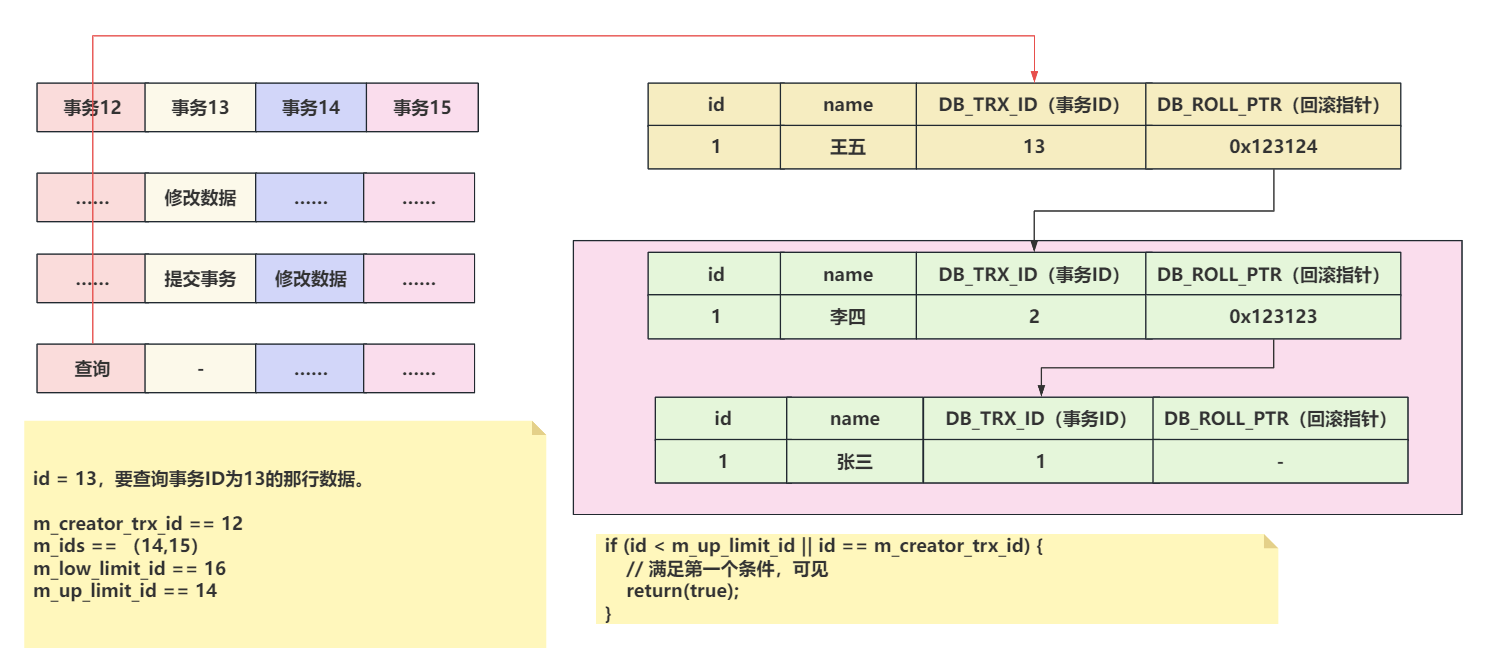 事务12 事务13 事务14 事务15
…… 修改数据 …… ……
…… 提交事务 修改数据 ……
查询 - …… ……
id = 13，要查询事务ID为13的那行数据。
m_creator_trx_id == 12
m_ids == （14,15）
m_low_limit_id == 16
m_up_limit_id == 14
id name DB_TRX_ID（事务ID） DB_ROLL_PTR（回滚指针）
1 王五 13 0x123124
id name DB_TRX_ID（事务ID） DB_ROLL_PTR（回滚指针）
1 李四 2 0x123123
id name DB_TRX_ID（事务ID） DB_ROLL_PTR（回滚指针）
1 张三 1 -
if (id < m_up_limit_id || id == m_creator_trx_id) {
// 满足第一个条件，可见
return(true);
}